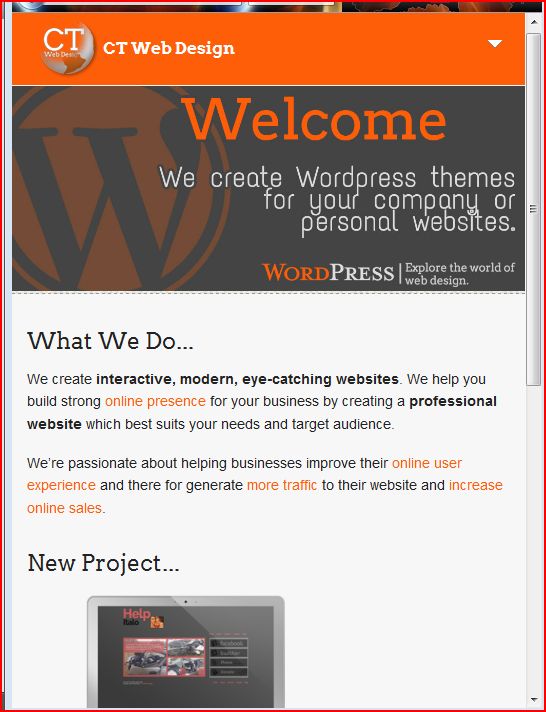 CT
Web Design
CT Web Design
Welcome
We create Wordpress themes
for your company or
personal websites.
WORDPRESS | Explore the world of
web design.
What We Do...
We create interactive, modern, eye-catching websites. We help you
build strong online presence for your business by creating a professional
website which best suits your needs and target audience.
We're passionate about helping businesses improve their online user
experience and there for generate more traffic to their website and increase
online sales.
New Project...
Help
Italo
facebook
twitter